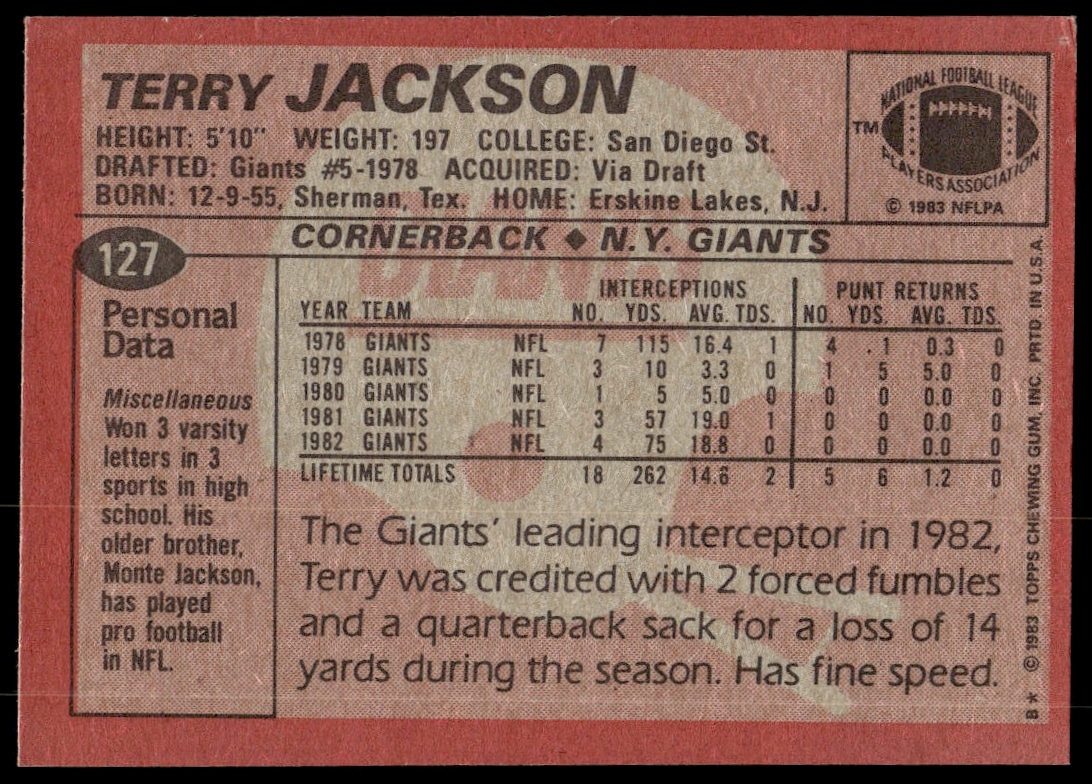 TERRY JACKSON
HEIGHT: 5'10" WEIGHT: 197 COLLEGE: San Diego St.
DRAFTED: Giants #5-1978 ACQUIRED: Via Draft
BORN: 12-9-55, Sherman, Tex. HOME: Erskine Lakes, N.J.
NATIONAL FOOTBALL LEAGUE
TM
PLAYERS ASSOCIATION
© 1983 NFLPA
127
CORNERBACK ◆ N.Y. GIANTS
GIANTS
Personal
Data
Miscellaneous
Won 3 varsity
letters in 3
sports in high
school. His
older brother,
Monte Jackson,
has played
pro football
in NFL.
INTERCEPTIONS PUNT RETURNS
YEAR TEAM NO. YDS. AVG. TDS. NO. YDS. AVG. TDS.
1978 GIANTS NFL 7 115 16.4 1 4 1 0.3 0
1979 GIANTS NFL 3 10 3.3 0 1 5 5.0 0
1980 GIANTS NFL 1 5 5.0 0 0 0 0.0 0
1981 GIANTS NFL 3 57 19.0 1 0 0 0.0 0
1982 GIANTS NFL 4 75 18.8 0 0 0 0.0 0
LIFETIME TOTALS 18 262 14.6 2 5 6 1.2 0
The Giants' leading interceptor in 1982,
Terry was credited with 2 forced fumbles
and a quarterback sack for a loss of 14
yards during the season. Has fine speed.
B* © 1983 TOPPS CHEWING GUM, INC. PRTD. IN U.S.A.